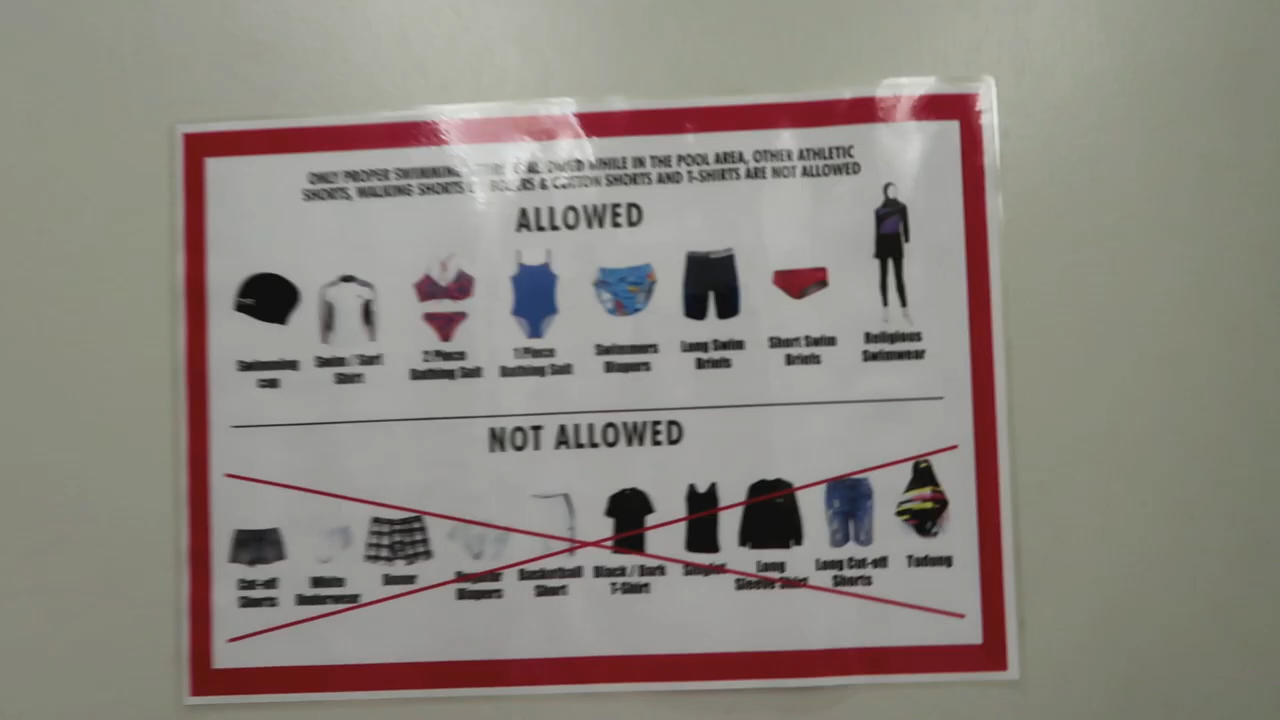 ONLY PROPER SWIMMING ALLOWED WHILE IN THE POOL AREA, OTHER ATHLETIC
SHORTS, WALKING SHORTS BOXERS & COTTON SHORTS AND T-SHIRTS ARE NOT ALLOWED
ALLOWED
Swimming
cap
Swim / Surf
Shirt
2 Piece
Bathing Suit
1 Piece
Bathing Suit
Swimmers
Diapers
Long Swim
Briefs
Short Swim
Briefs
Religious
Swimwear
NOT ALLOWED
Cut-off
Shorts
White
Underwear
Boxer
Regular
Diapers
Basketball
Short
Black / Dark
T-Shirt
Singlet
Long
Sleeve Shirt
Long Cut-off
Shorts
Tudung